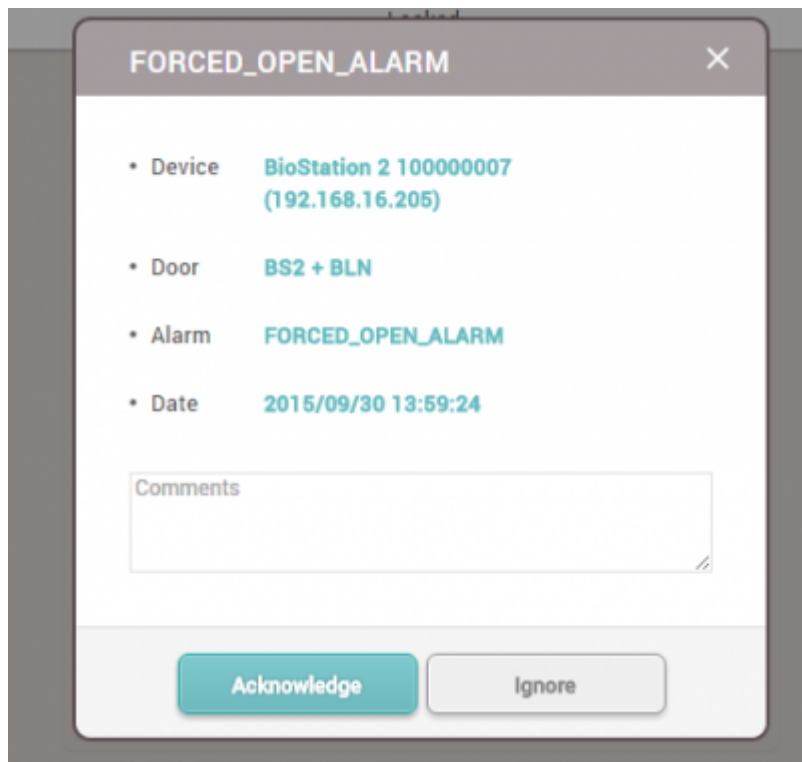 FORCED_OPEN_ALARM
• Device BioStation 2 100000007
(192.168.16.205)
• Door BS2 + BLN
• Alarm FORCED_OPEN_ALARM
• Date 2015/09/30 13:59:24
Comments
Acknowledge Ignore